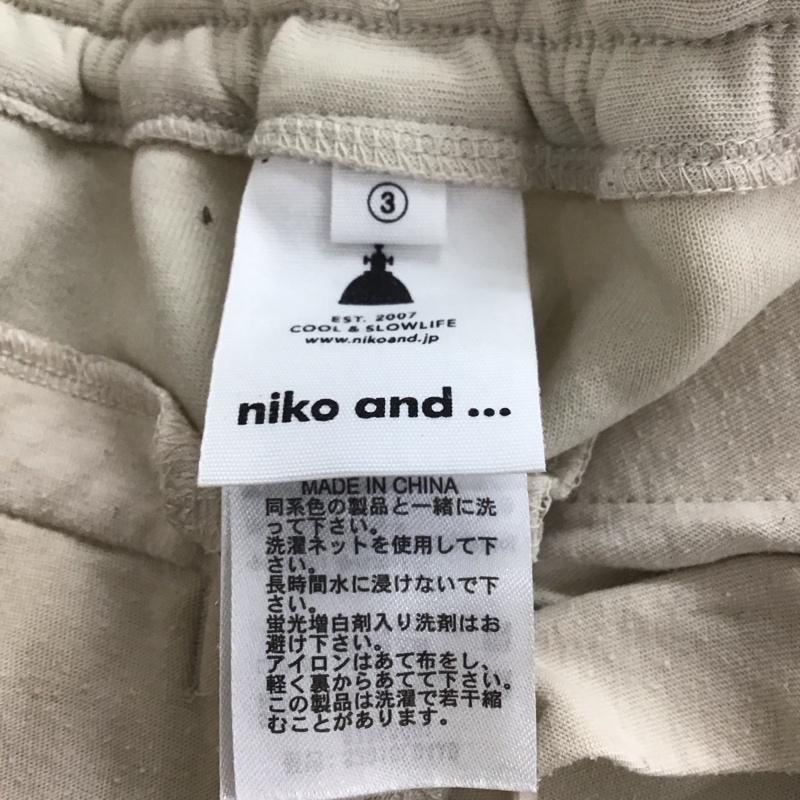 ③
EST. 2007
COOL & SLOWLIFE
www.nikoand.jp
niko and ...
MADE IN CHINA
同系色の製品と一緒に洗
って下さい。
洗濯ネットを使用して下
さい。
長時間水に浸けないで下
さい。
蛍光増白剤入り洗剤はお
避け下さい。
アイロンはあて布をし、
軽く裏からあてて下さい。
この製品は洗濯で若干縮
むことがあります。